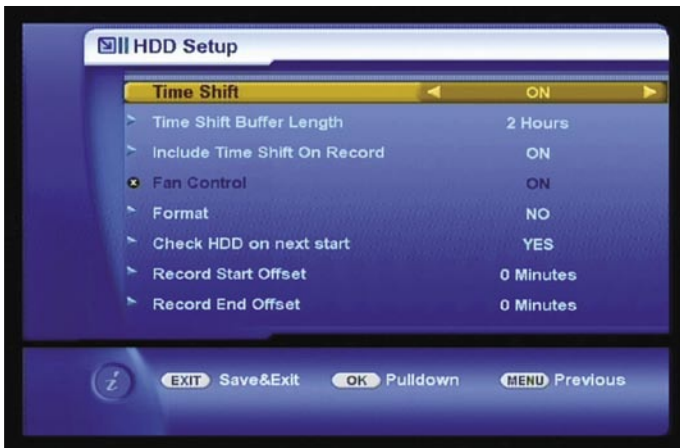 HDD Setup
Time Shift ON
Time Shift Buffer Length 2 Hours
Include Time Shift On Record ON
Fan Control ON
Format NO
Check HDD on next start YES
Record Start Offset 0 Minutes
Record End Offset 0 Minutes
i EXIT Save&Exit OK Pulldown MENU Previous